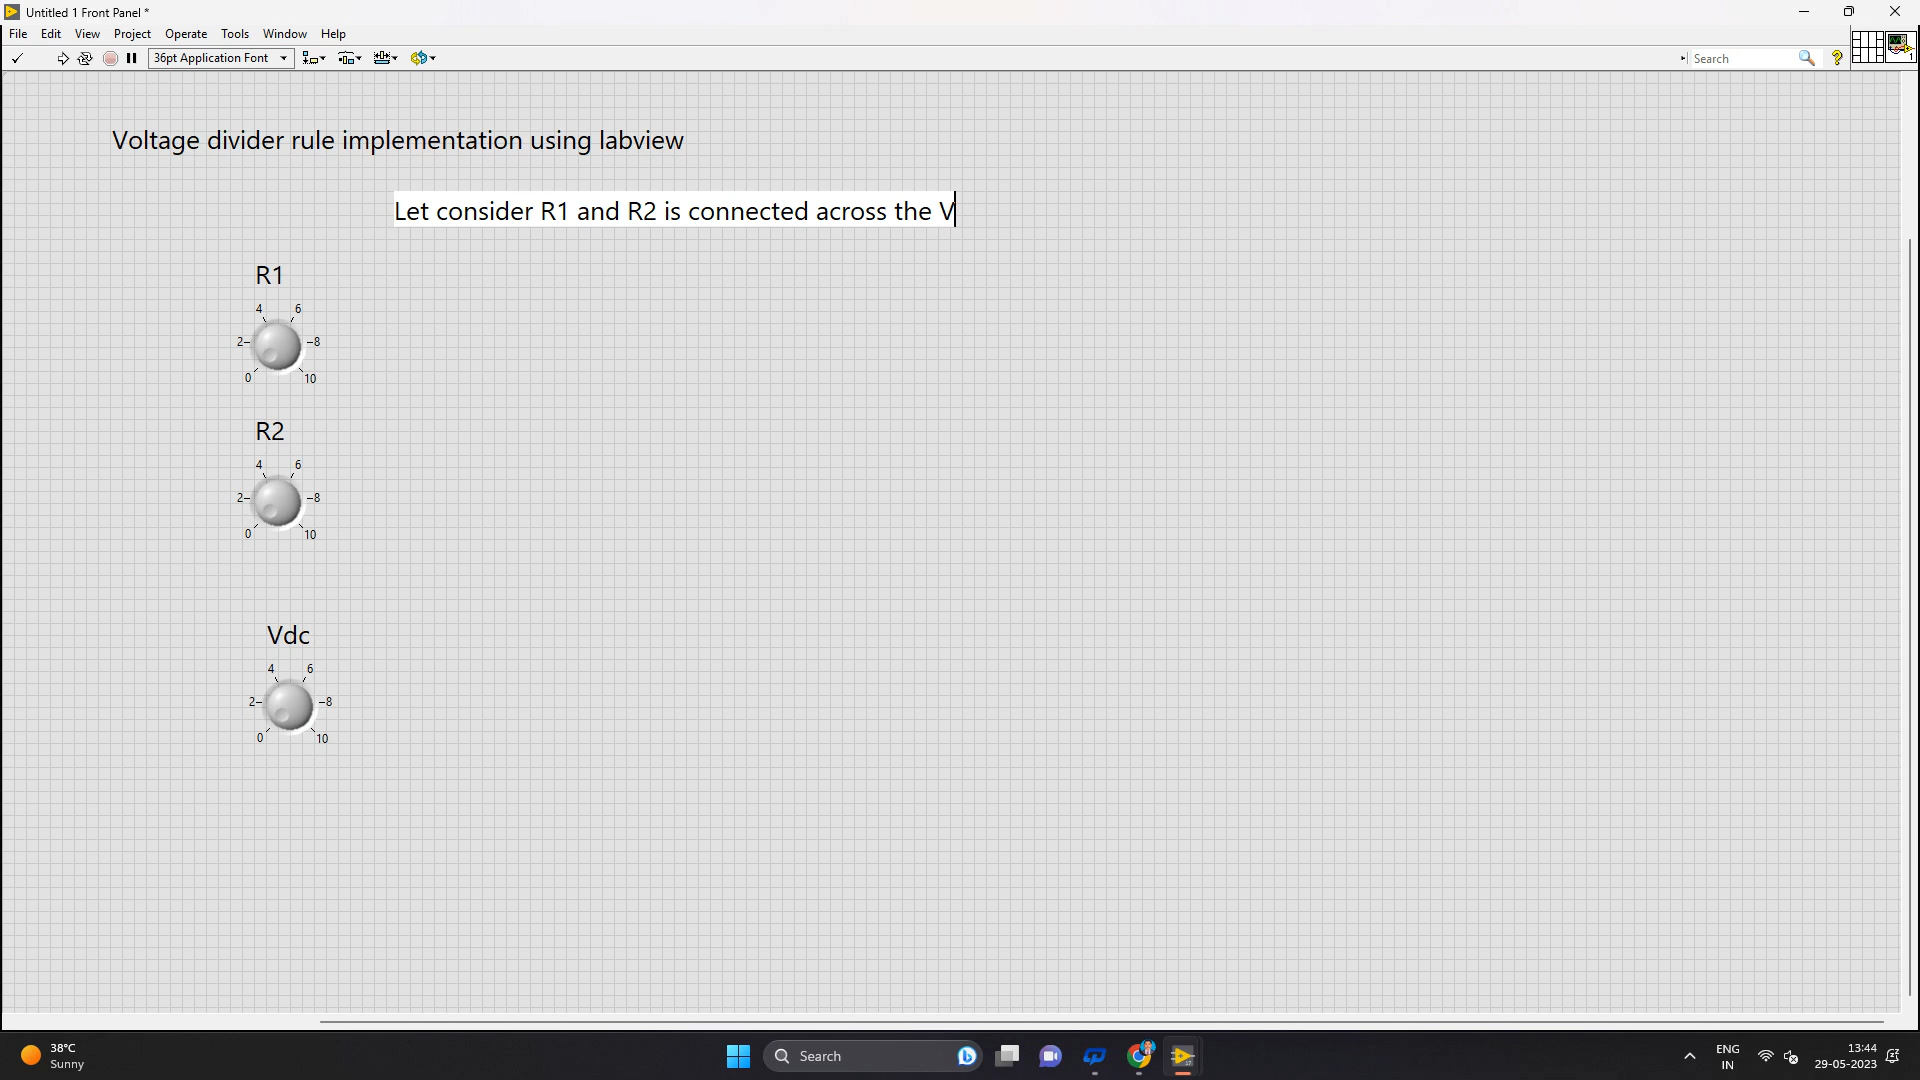 Untitled 1 Front Panel *
File Edit View Project Operate Tools Window Help
36pt Application Font
Search
?
1
Voltage divider rule implementation using labview
Let consider R1 and R2 is connected across the V
R1
4 6
2 8
0 10
R2
4 6
2 8
0 10
Vdc
4 6
2 8
0 10
38°C
Sunny
Search
ENG
IN
13:44
29-05-2023